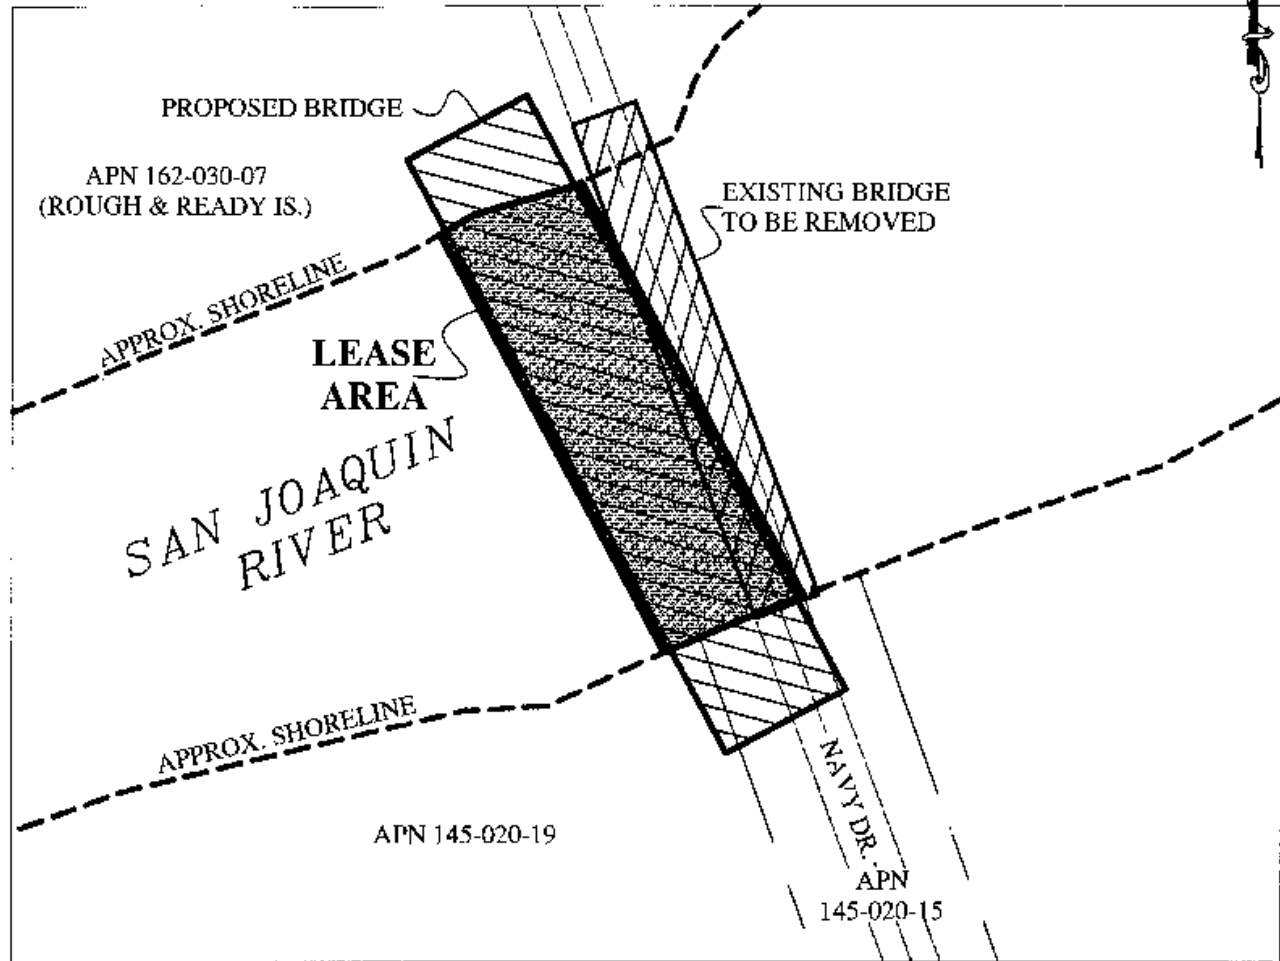 PROPOSED BRIDGE
APN 162-030-07
(ROUGH & READY IS.)
EXISTING BRIDGE
TO BE REMOVED
APPROX. SHORELINE
LEASE
AREA
SAN JOAQUIN
RIVER
APPROX. SHORELINE
NAVY DR.
APN 145-020-19
APN
145-020-15